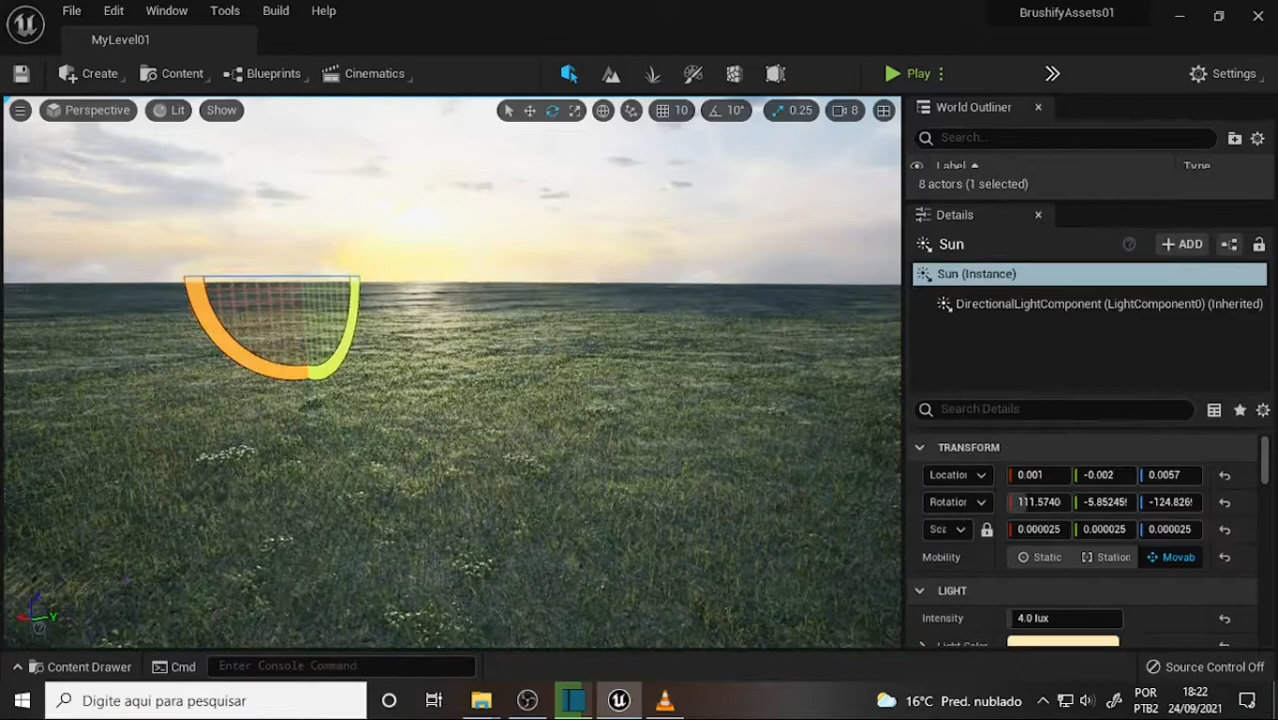 File Edit Window Tools Build Help
BrushifyAssets01
MyLevel01
Create Content Blueprints Cinematics Play Settings
Perspective Lit Show 10 10° 0.25 8
World Outliner
Search...
Label Type
8 actors (1 selected)
Details
Sun + ADD
Sun (Instance)
DirectionalLightComponent (LightComponent0) (Inherited)
Search Details
TRANSFORM
Location 0.001 -0.002 0.0057
Rotation 111.5740 -5.85245 -124.826
Sca 0.000025 0.000025 0.000025
Mobility Static Station Movab
LIGHT
Intensity 4.0 lux
Light Color
Content Drawer Cmd Enter Console Command Source Control Off
Digite aqui para pesquisar 16°C Pred. nublado POR 18:22
PTB2 24/09/2021